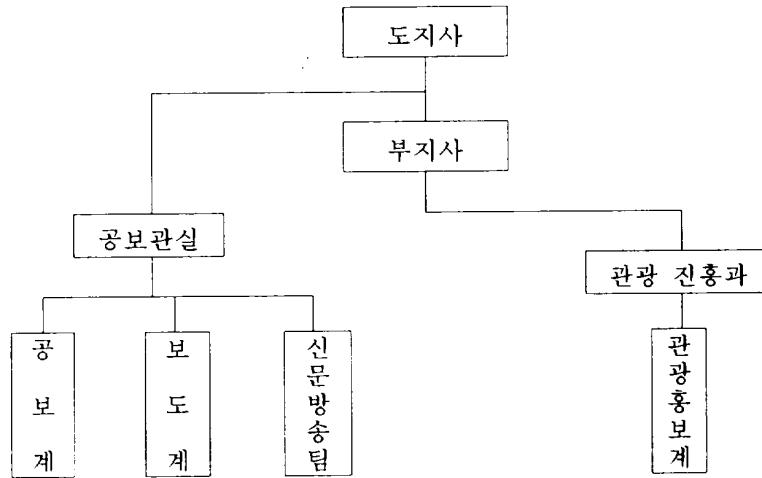 도지사
부지사
공보관실
관광 진흥과
공보계
보도계
신문방송팀
관광홍보계